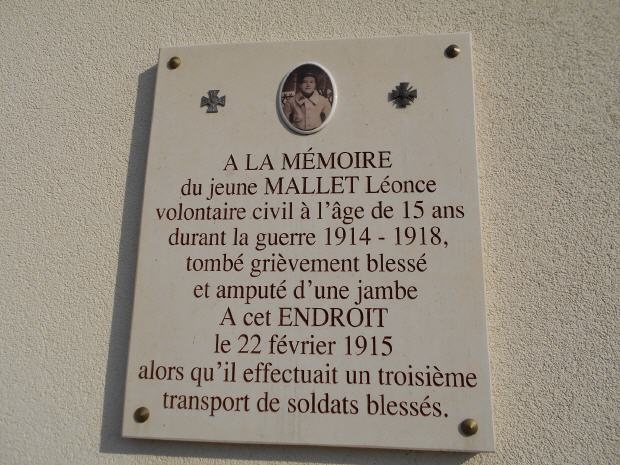 A LA MÉMOIRE
du jeune MALLET Léonce
volontaire civil à l'âge de 15 ans
durant la guerre 1914 - 1918,
tombé grièvement blessé
et amputé d'une jambe
A cet ENDROIT
le 22 février 1915
alors qu'il effectuait un troisième
transport de soldats blessés.